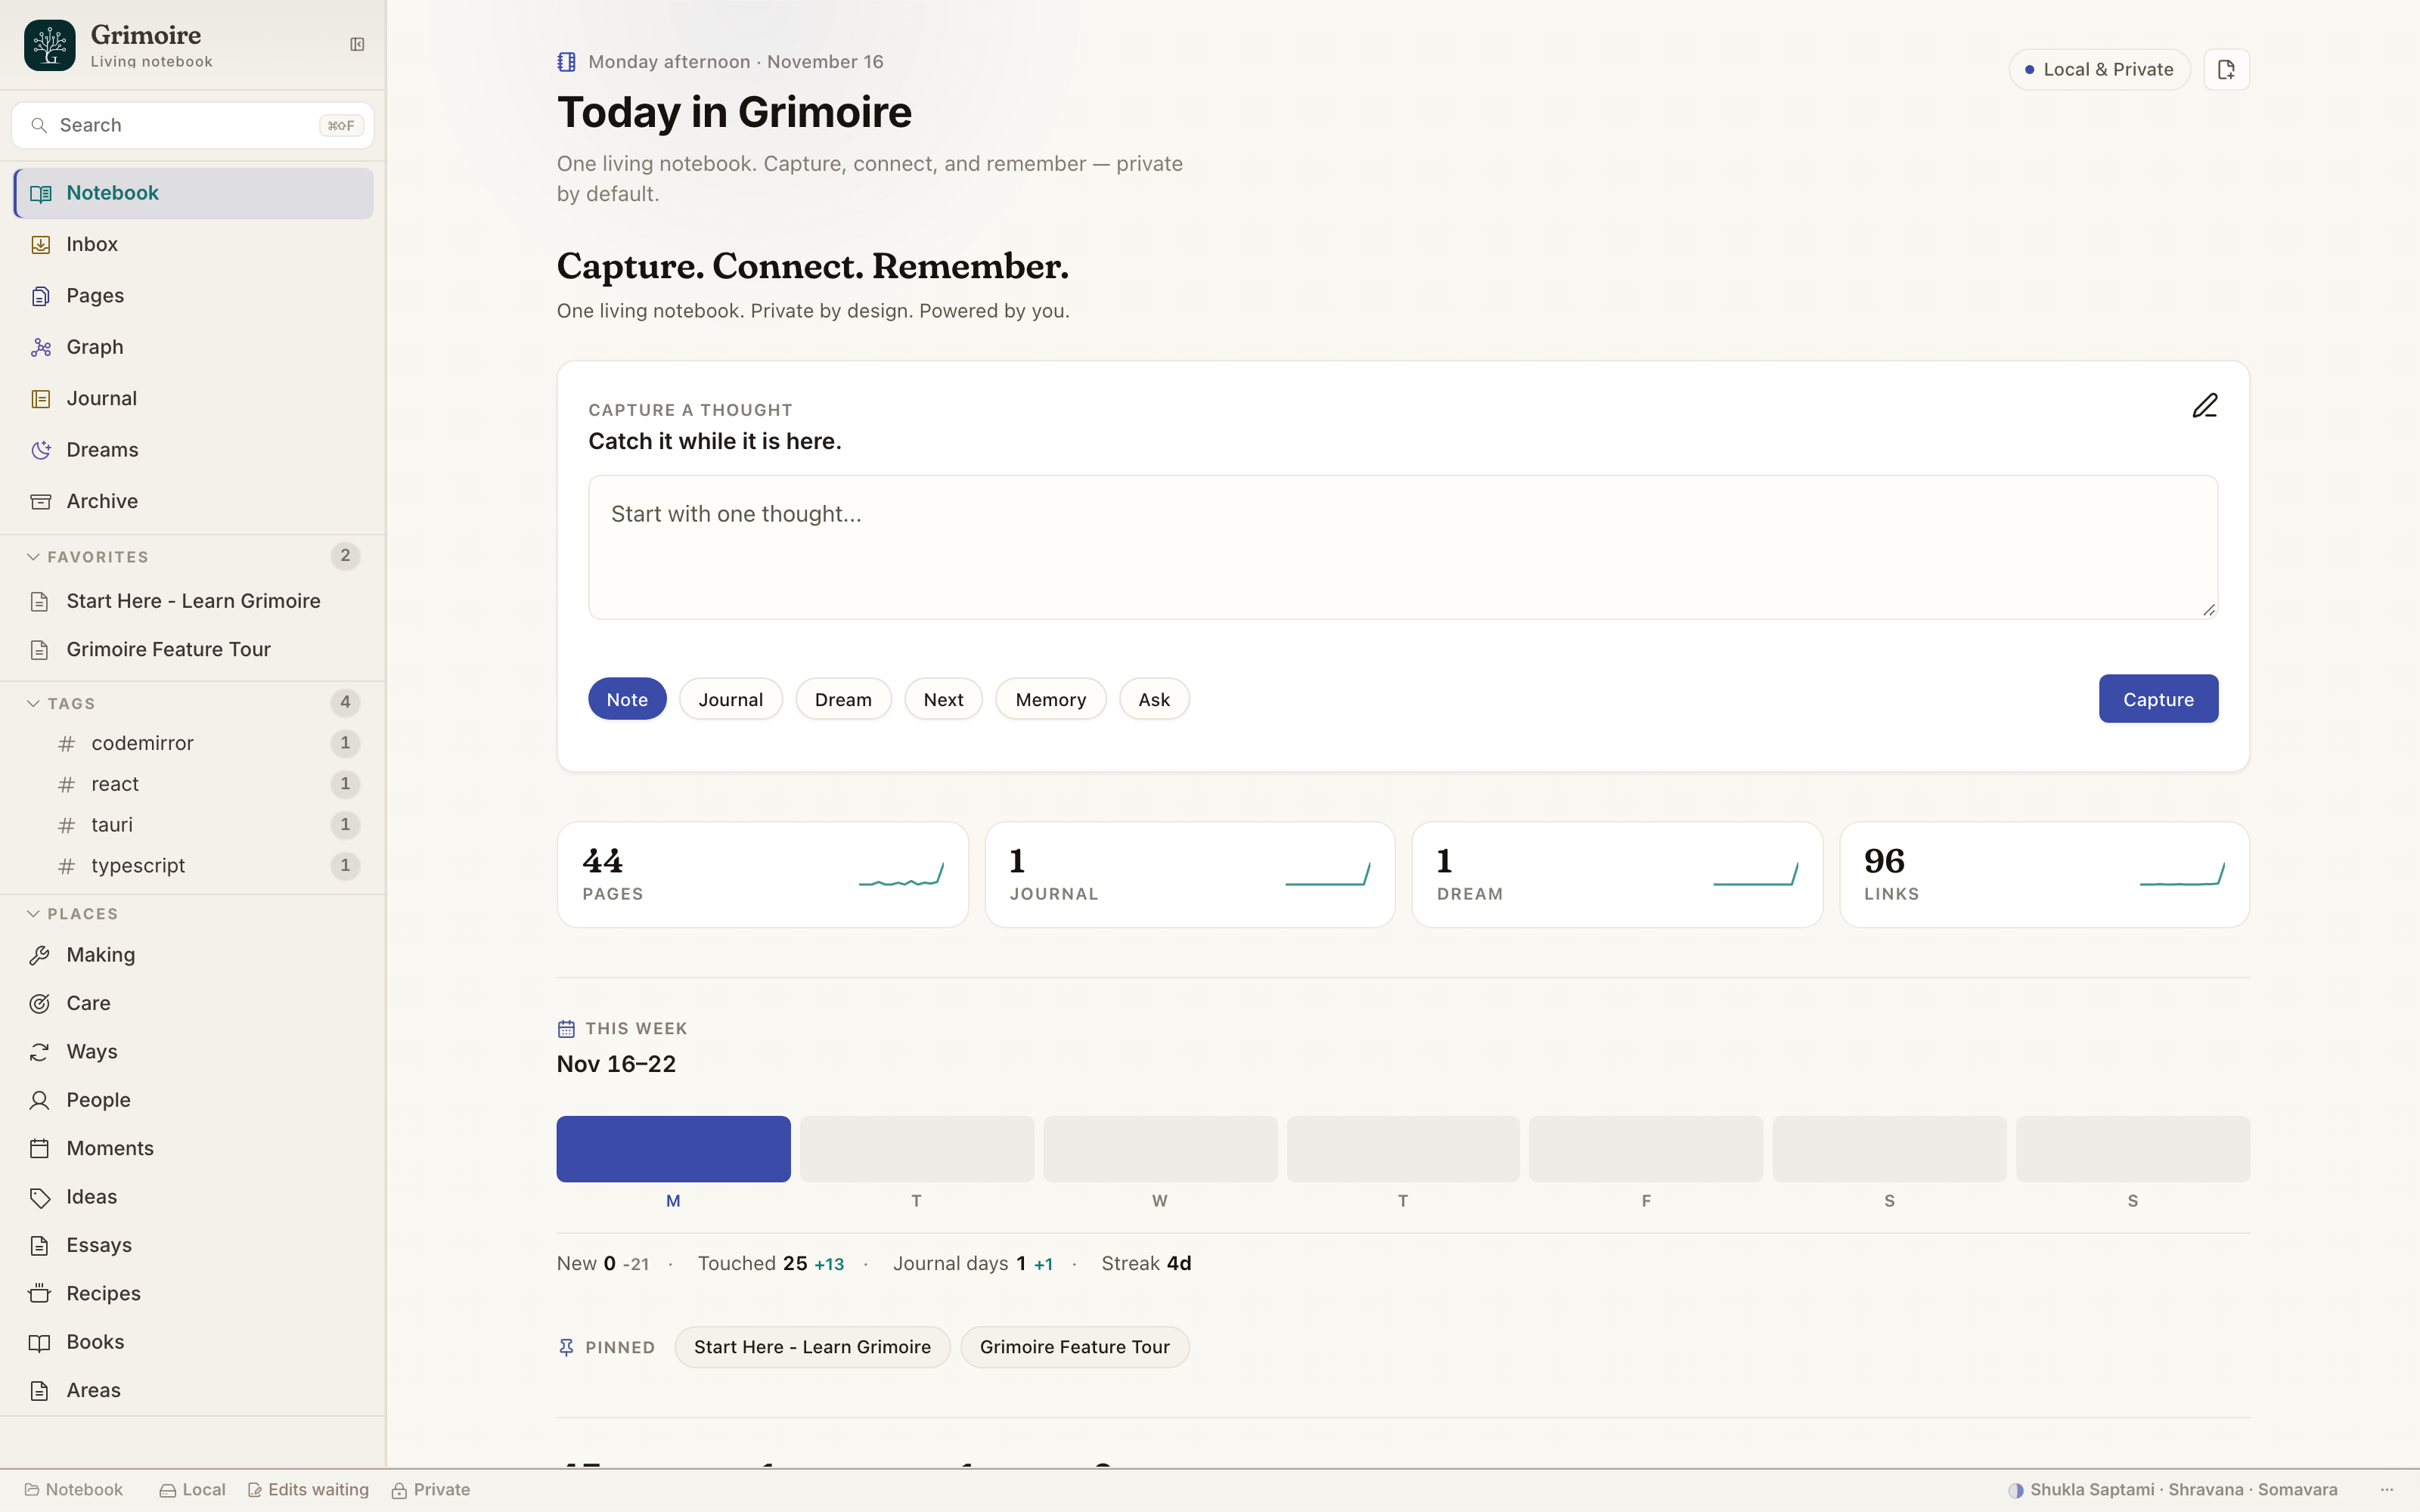 Grimoire
Living notebook
Search ⌘⇧F
Notebook
Inbox
Pages
Graph
Journal
Dreams
Archive
FAVORITES 2
Start Here - Learn Grimoire
Grimoire Feature Tour
TAGS 4
# codemirror 1
# react 1
# tauri 1
# typescript 1
PLACES
Making
Care
Ways
People
Moments
Ideas
Essays
Recipes
Books
Areas
Monday afternoon · November 16
Local & Private
Today in Grimoire
One living notebook. Capture, connect, and remember — private
by default.
Capture. Connect. Remember.
One living notebook. Private by design. Powered by you.
CAPTURE A THOUGHT
Catch it while it is here.
Start with one thought...
Note Journal Dream Next Memory Ask Capture
44 1 1 96
PAGES JOURNAL DREAM LINKS
THIS WEEK
Nov 16–22
M T W T F S S
New 0 -21 · Touched 25 +13 · Journal days 1 +1 · Streak 4d
PINNED Start Here - Learn Grimoire Grimoire Feature Tour
Notebook Local Edits waiting Private Shukla Saptami · Shravana · Somavara ···